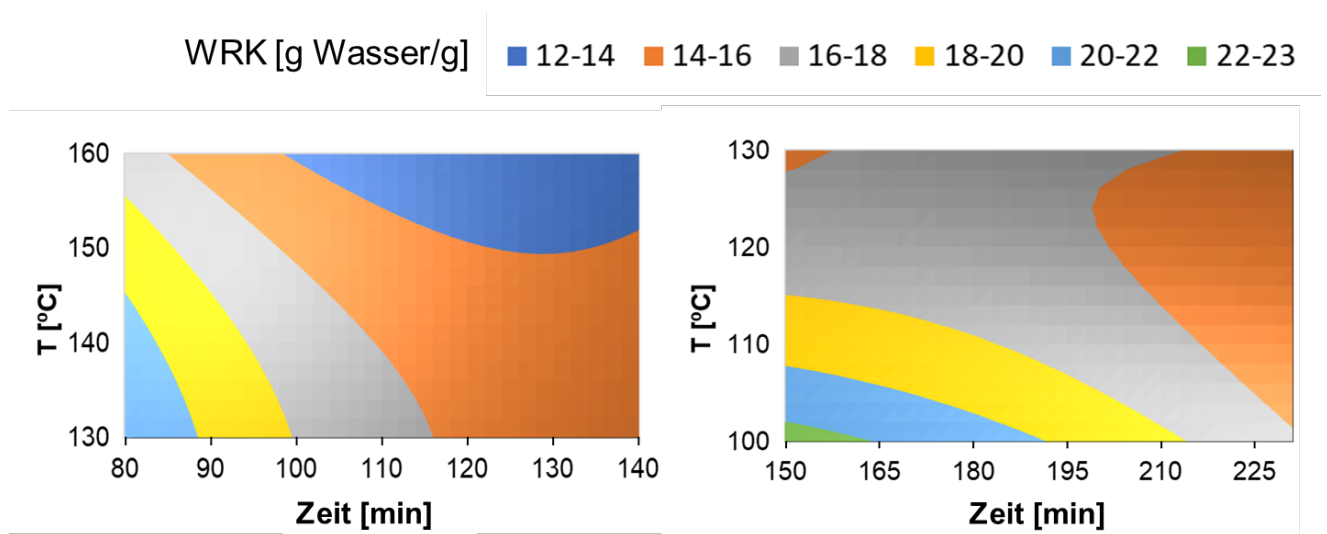 WRK [g Wasser/g] 12-14 14-16 16-18 18-20 20-22 22-23
T [ºC]
160
150
140
130
80 90 100 110 120 130 140
Zeit [min]
T [ºC]
130
120
110
100
150 165 180 195 210 225
Zeit [min]